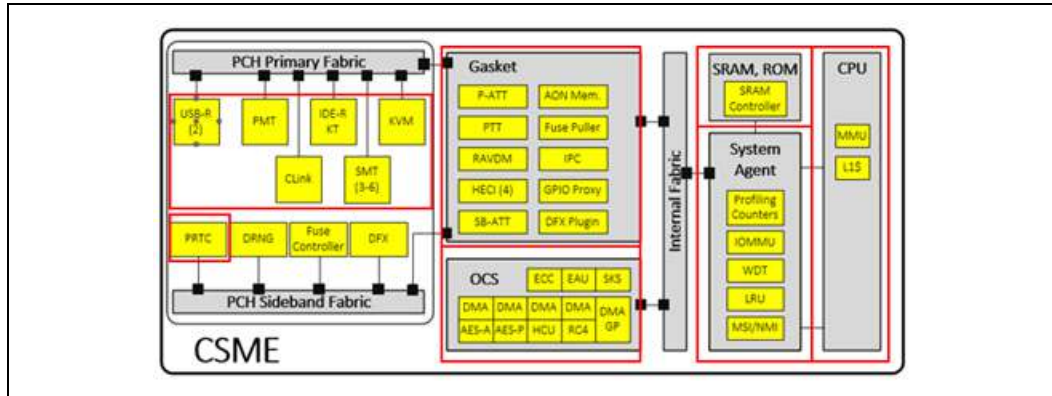 PCH Primary Fabric
USB-R
(2)
PMT
IDE-R
KT
KVM
CLink
SMT
(3-6)
PRTC
DRNG
Fuse
Controller
DFX
PCH Sideband Fabric
CSME
Gasket
P-ATT
AON Mem.
PTT
Fuse Puller
RAVDM
IPC
HECI (4)
GPIO Proxy
SB-ATT
DFX Plugin
OCS
ECC
EAU
SKS
DMA
DMA
DMA
DMA
DMA
GP
AES-A
AES-P
HCU
RC4
Internal Fabric
SRAM, ROM
SRAM
Controller
System
Agent
Profiling
Counters
IOMMU
WDT
LRU
MSI/NMI
CPU
MMU
L1$